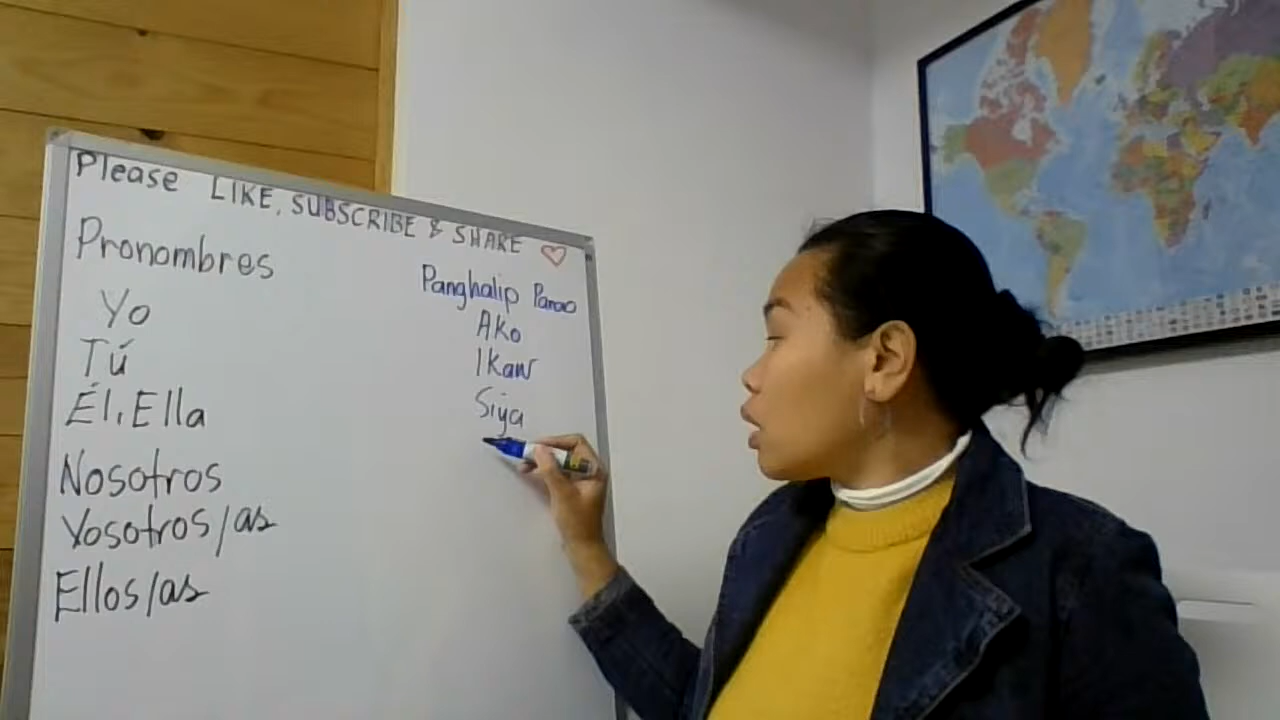 Please LIKE, SUBSCRIBE & SHARE
Pronombres
Yo
Tú
Él, Ella
Nosotros
Vosotros/as
Ellos/as
Panghalip Panao
Ako
Ikaw
Siya